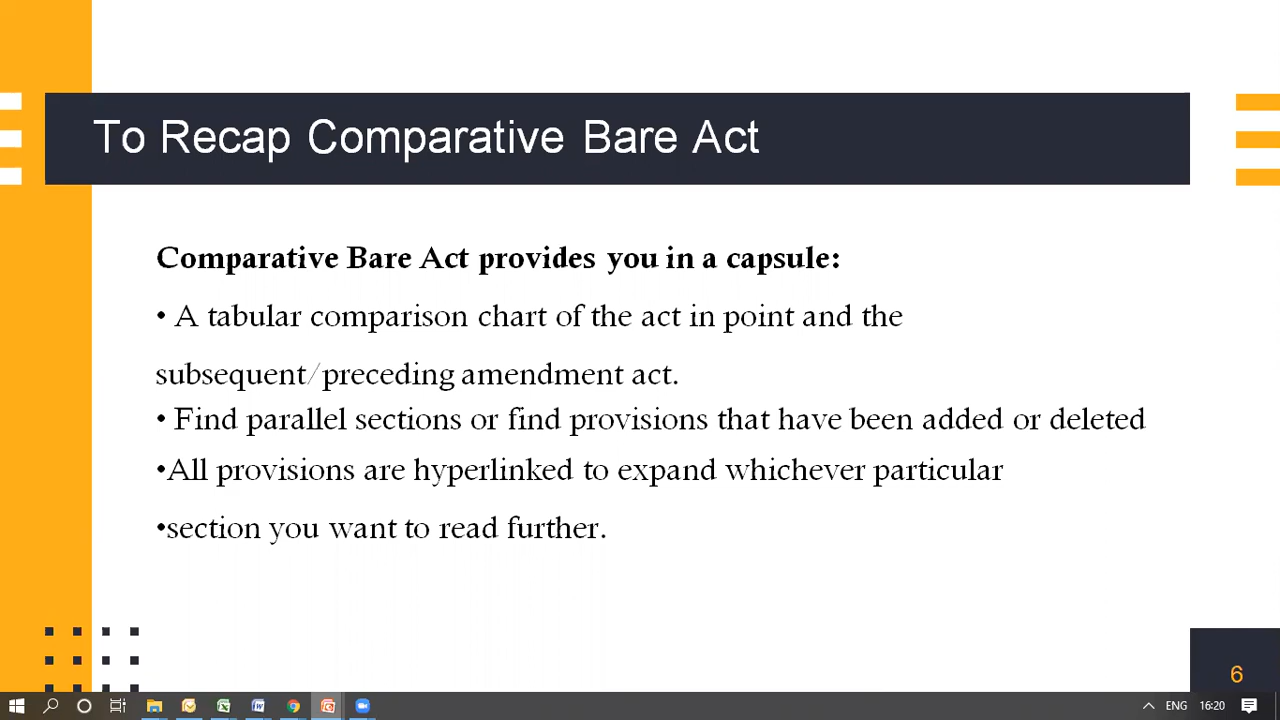 To Recap Comparative Bare Act
Comparative Bare Act provides you in a capsule:
• A tabular comparison chart of the act in point and the
subsequent/preceding amendment act.
• Find parallel sections or find provisions that have been added or deleted
•All provisions are hyperlinked to expand whichever particular
•section you want to read further.
6
ENG 16:20